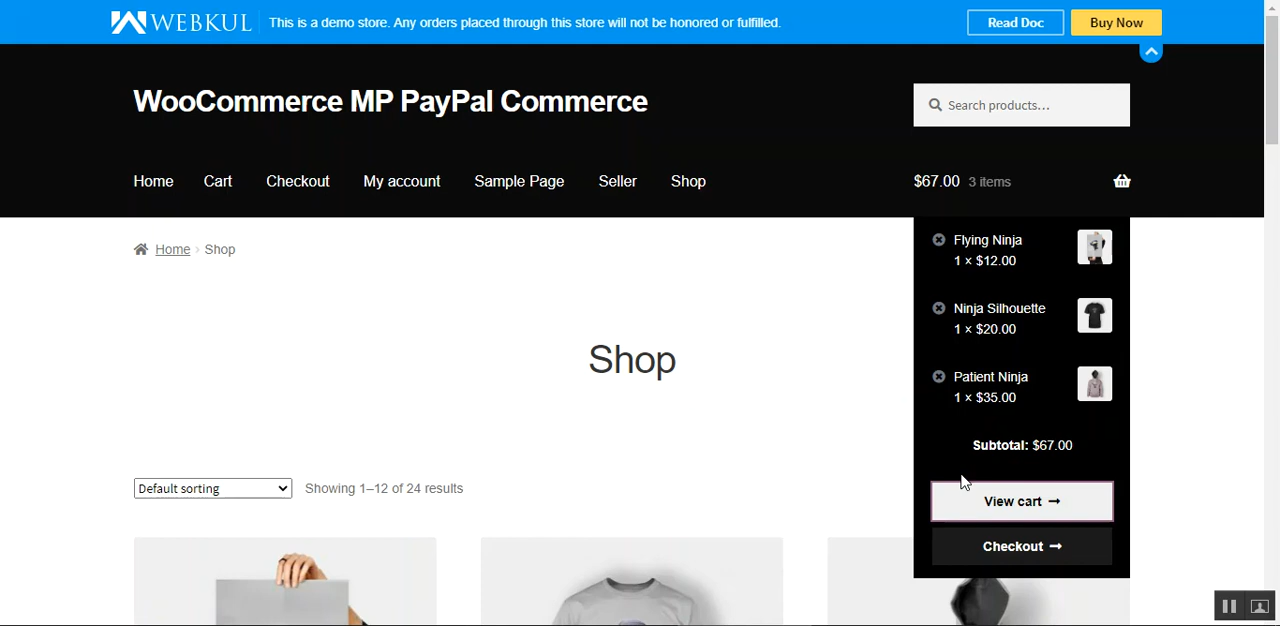 WEBKUL This is a demo store. Any orders placed through this store will not be honored or fulfilled. Read Doc Buy Now
WooCommerce MP PayPal Commerce
Search products…
Home Cart Checkout My account Sample Page Seller Shop $67.00 3 items
Home › Shop
Flying Ninja
1 × $12.00
Ninja Silhouette
1 × $20.00
Patient Ninja
1 × $35.00
Shop
Subtotal: $67.00
Default sorting Showing 1–12 of 24 results
View cart →
Checkout →